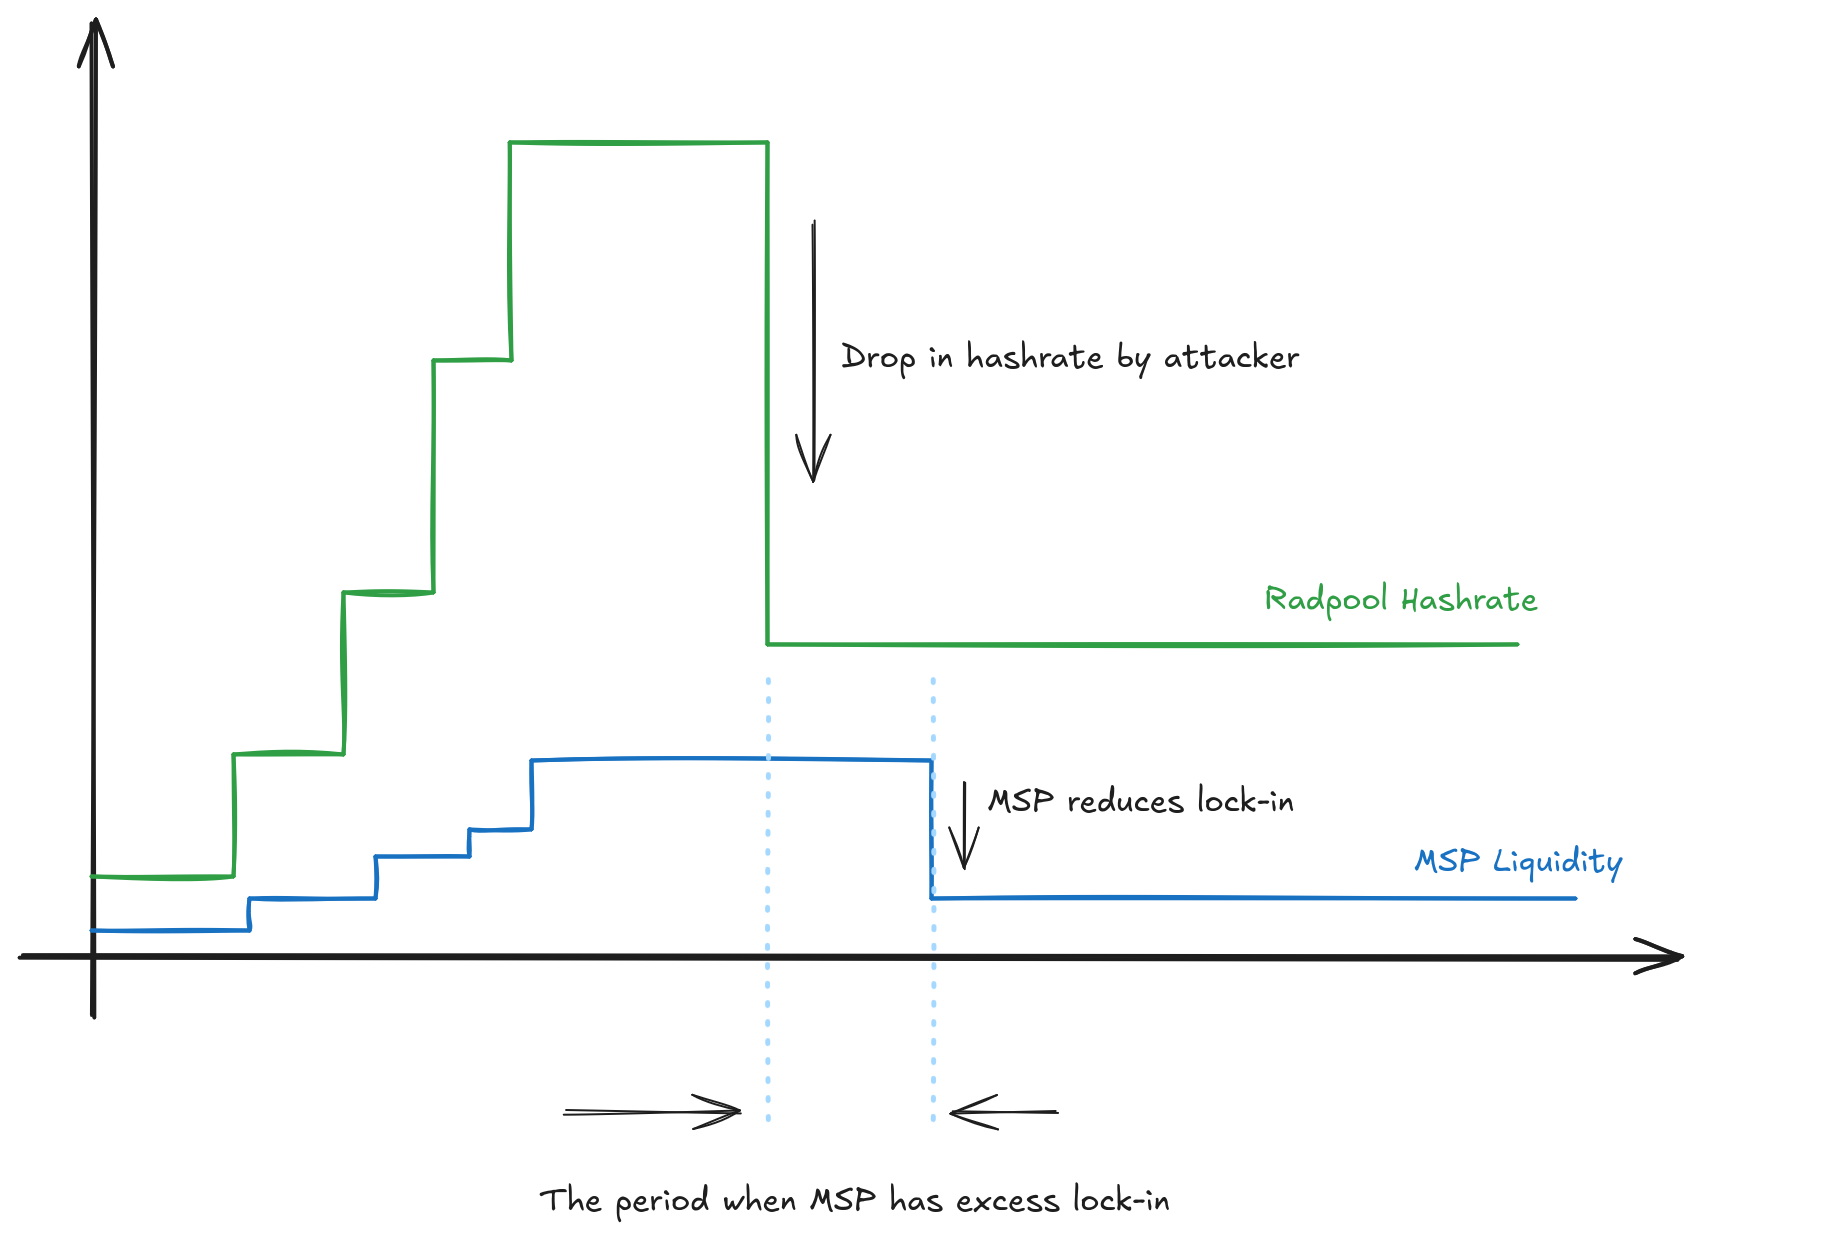 Drop in hashrate by attacker
Radpool Hashrate
MSP reduces lock-in
MSP Liquidity
The period when MSP has excess lock-in